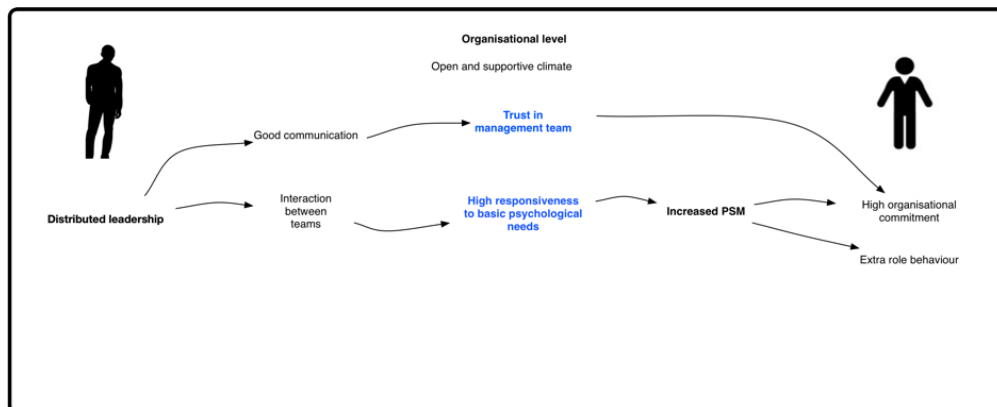 Organisational level
Open and supportive climate
Good communication
Trust in
management team
Distributed leadership
Interaction
between
teams
High responsiveness
to basic psychological
needs
Increased PSM
High organisational
commitment
Extra role behaviour